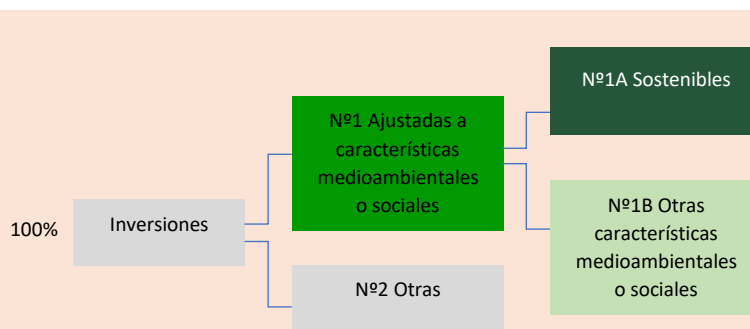 100%
Inversiones
Nº1 Ajustadas a
características
medioambientales
o sociales
Nº2 Otras
Nº1A Sostenibles
Nº1B Otras
características
medioambientales
o sociales